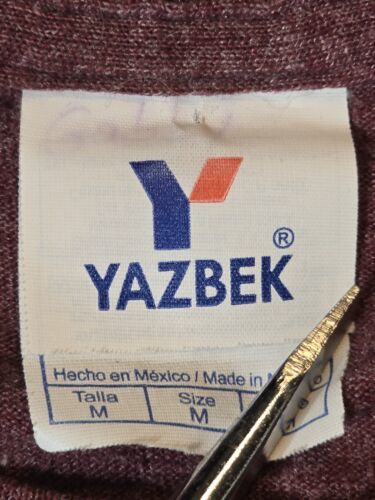 YAZBEK ®
Hecho en México / Made in
Talla Size
M M